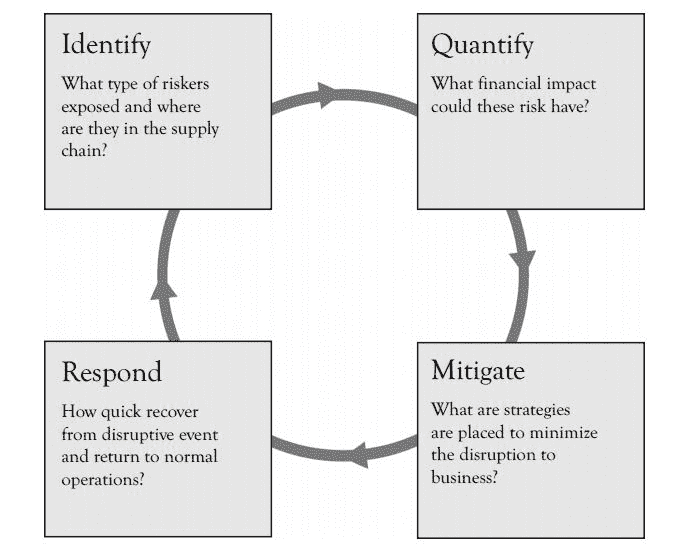 Identify
What type of riskers
exposed and where
are they in the supply
chain?
Quantify
What financial impact
could these risk have?
Respond
How quick recover
from disruptive event
and return to normal
operations?
Mitigate
What are strategies
are placed to minimize
the disruption to
business?